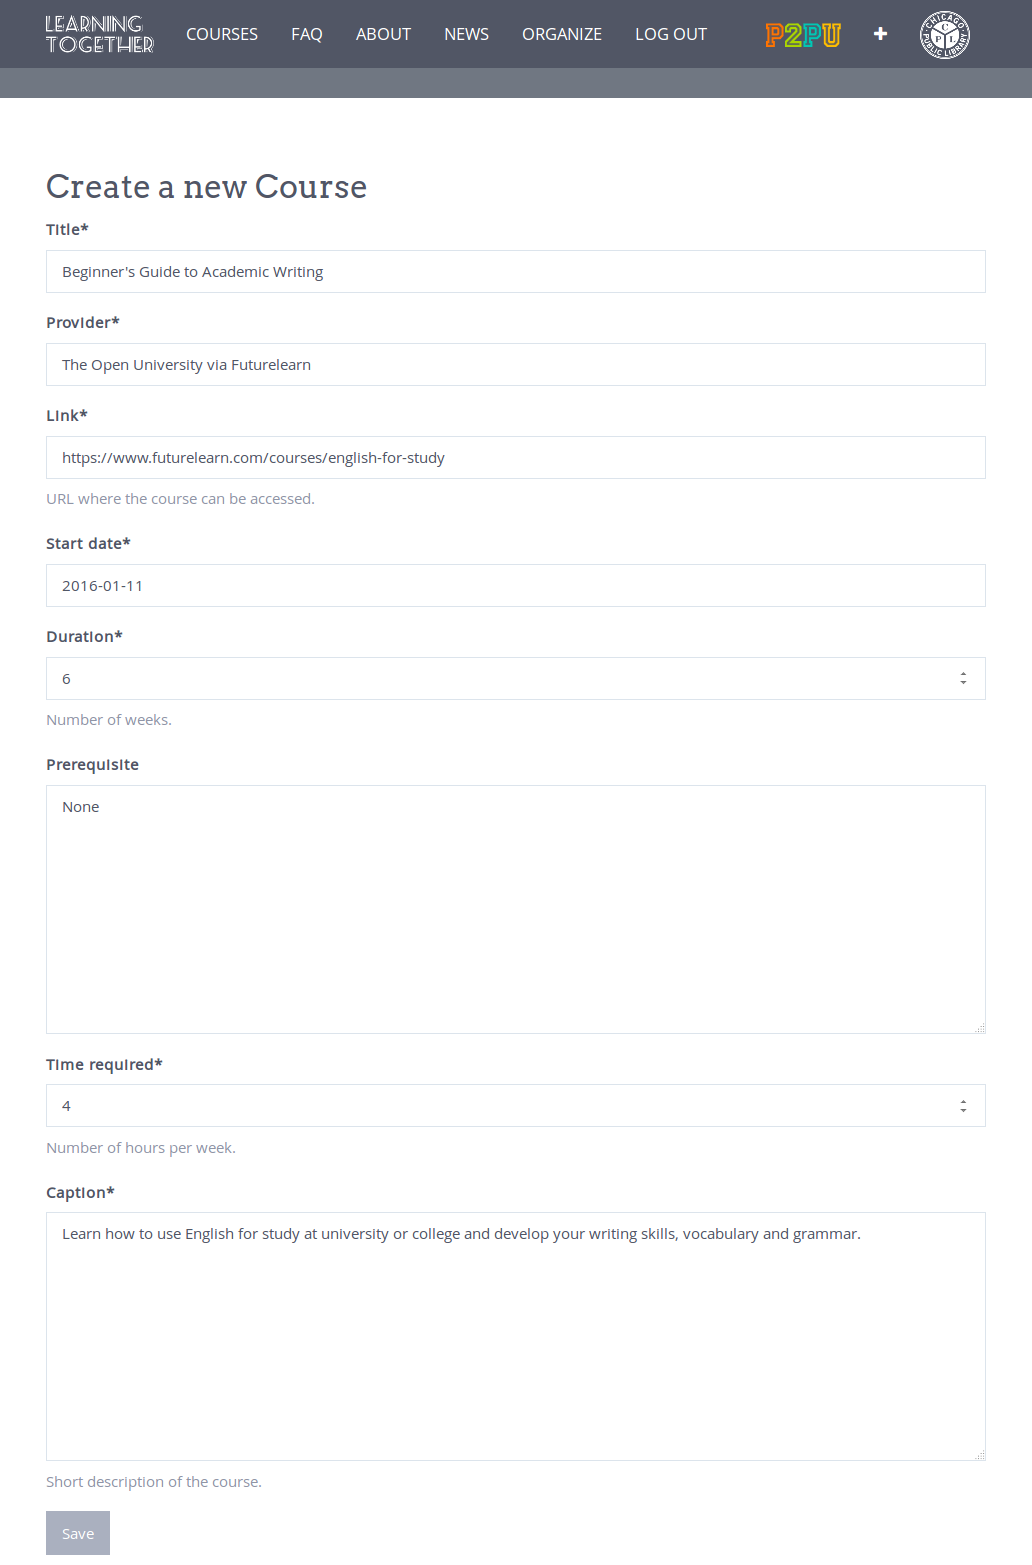 LEARNING
TOGETHER
COURSES FAQ ABOUT NEWS ORGANIZE LOG OUT P2PU CHICAGO PUBLIC LIBRARY CPL
Create a new Course
Title*
Beginner's Guide to Academic Writing
Provider*
The Open University via Futurelearn
Link*
https://www.futurelearn.com/courses/english-for-study
URL where the course can be accessed.
Start date*
2016-01-11
Duration*
6
Number of weeks.
Prerequisite
None
Time required*
4
Number of hours per week.
Caption*
Learn how to use English for study at university or college and develop your writing skills, vocabulary and grammar.
Short description of the course.
Save